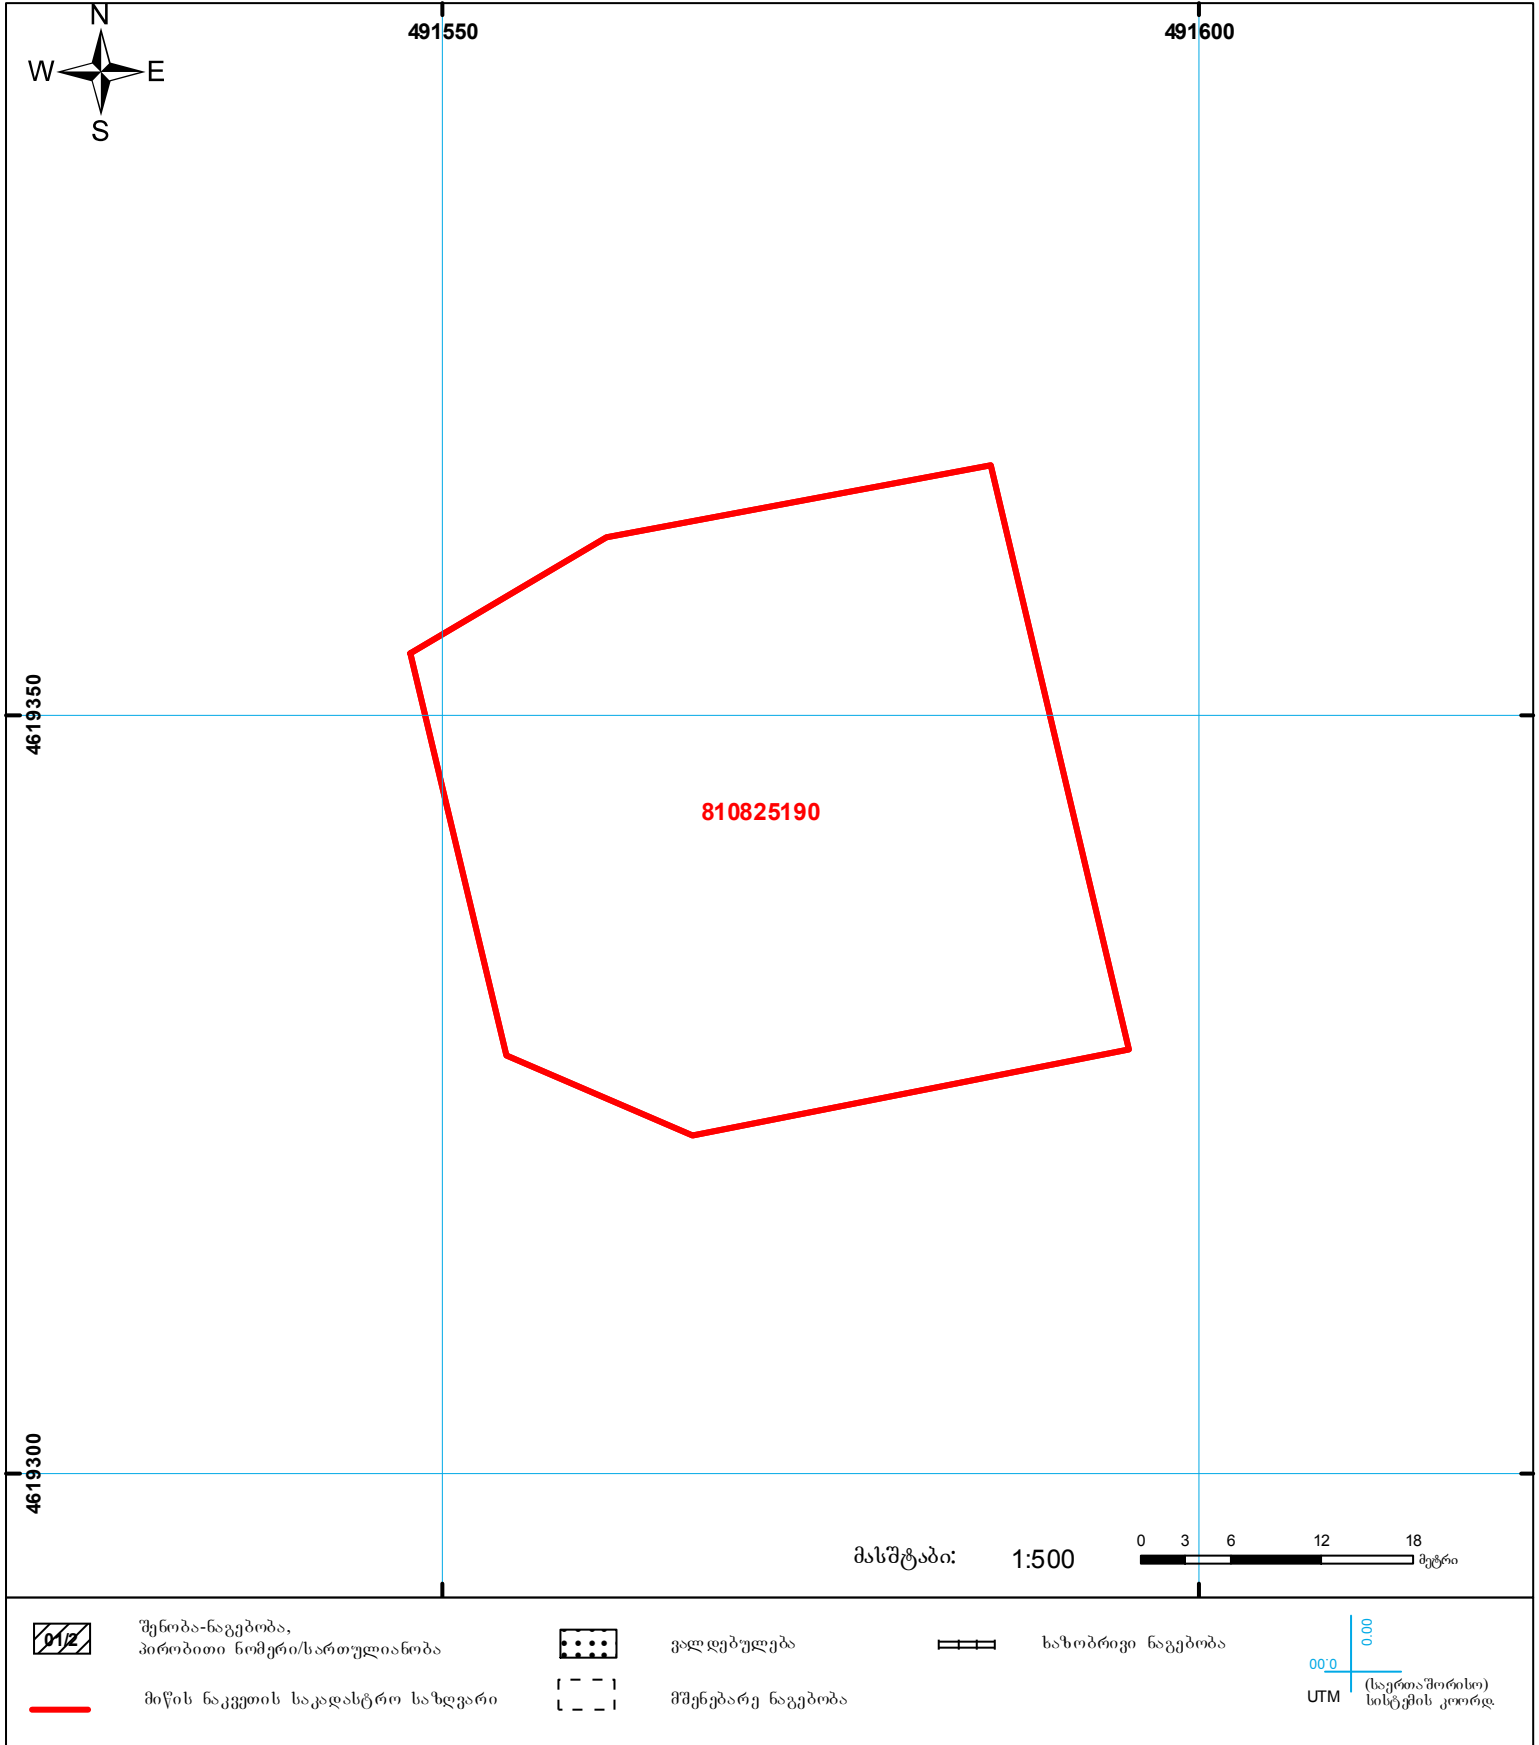 N
W E
S
491550
491600
4619350
810825190
4619300
მასშტაბი: 1:500
0 3 6 12 18
მეტრი
01/2
შენობა-ნაგებობა,
პირობითი ნომერი/სართულიანობა
ვალდებულება
ხაზობრივი ნაგებობა
მიწის ნაკვეთის საკადასტრო საზღვარი
მშენებარე ნაგებობა
00.0
00.0
UTM
(საერთაშორისო)
სისტემის კოორდ.